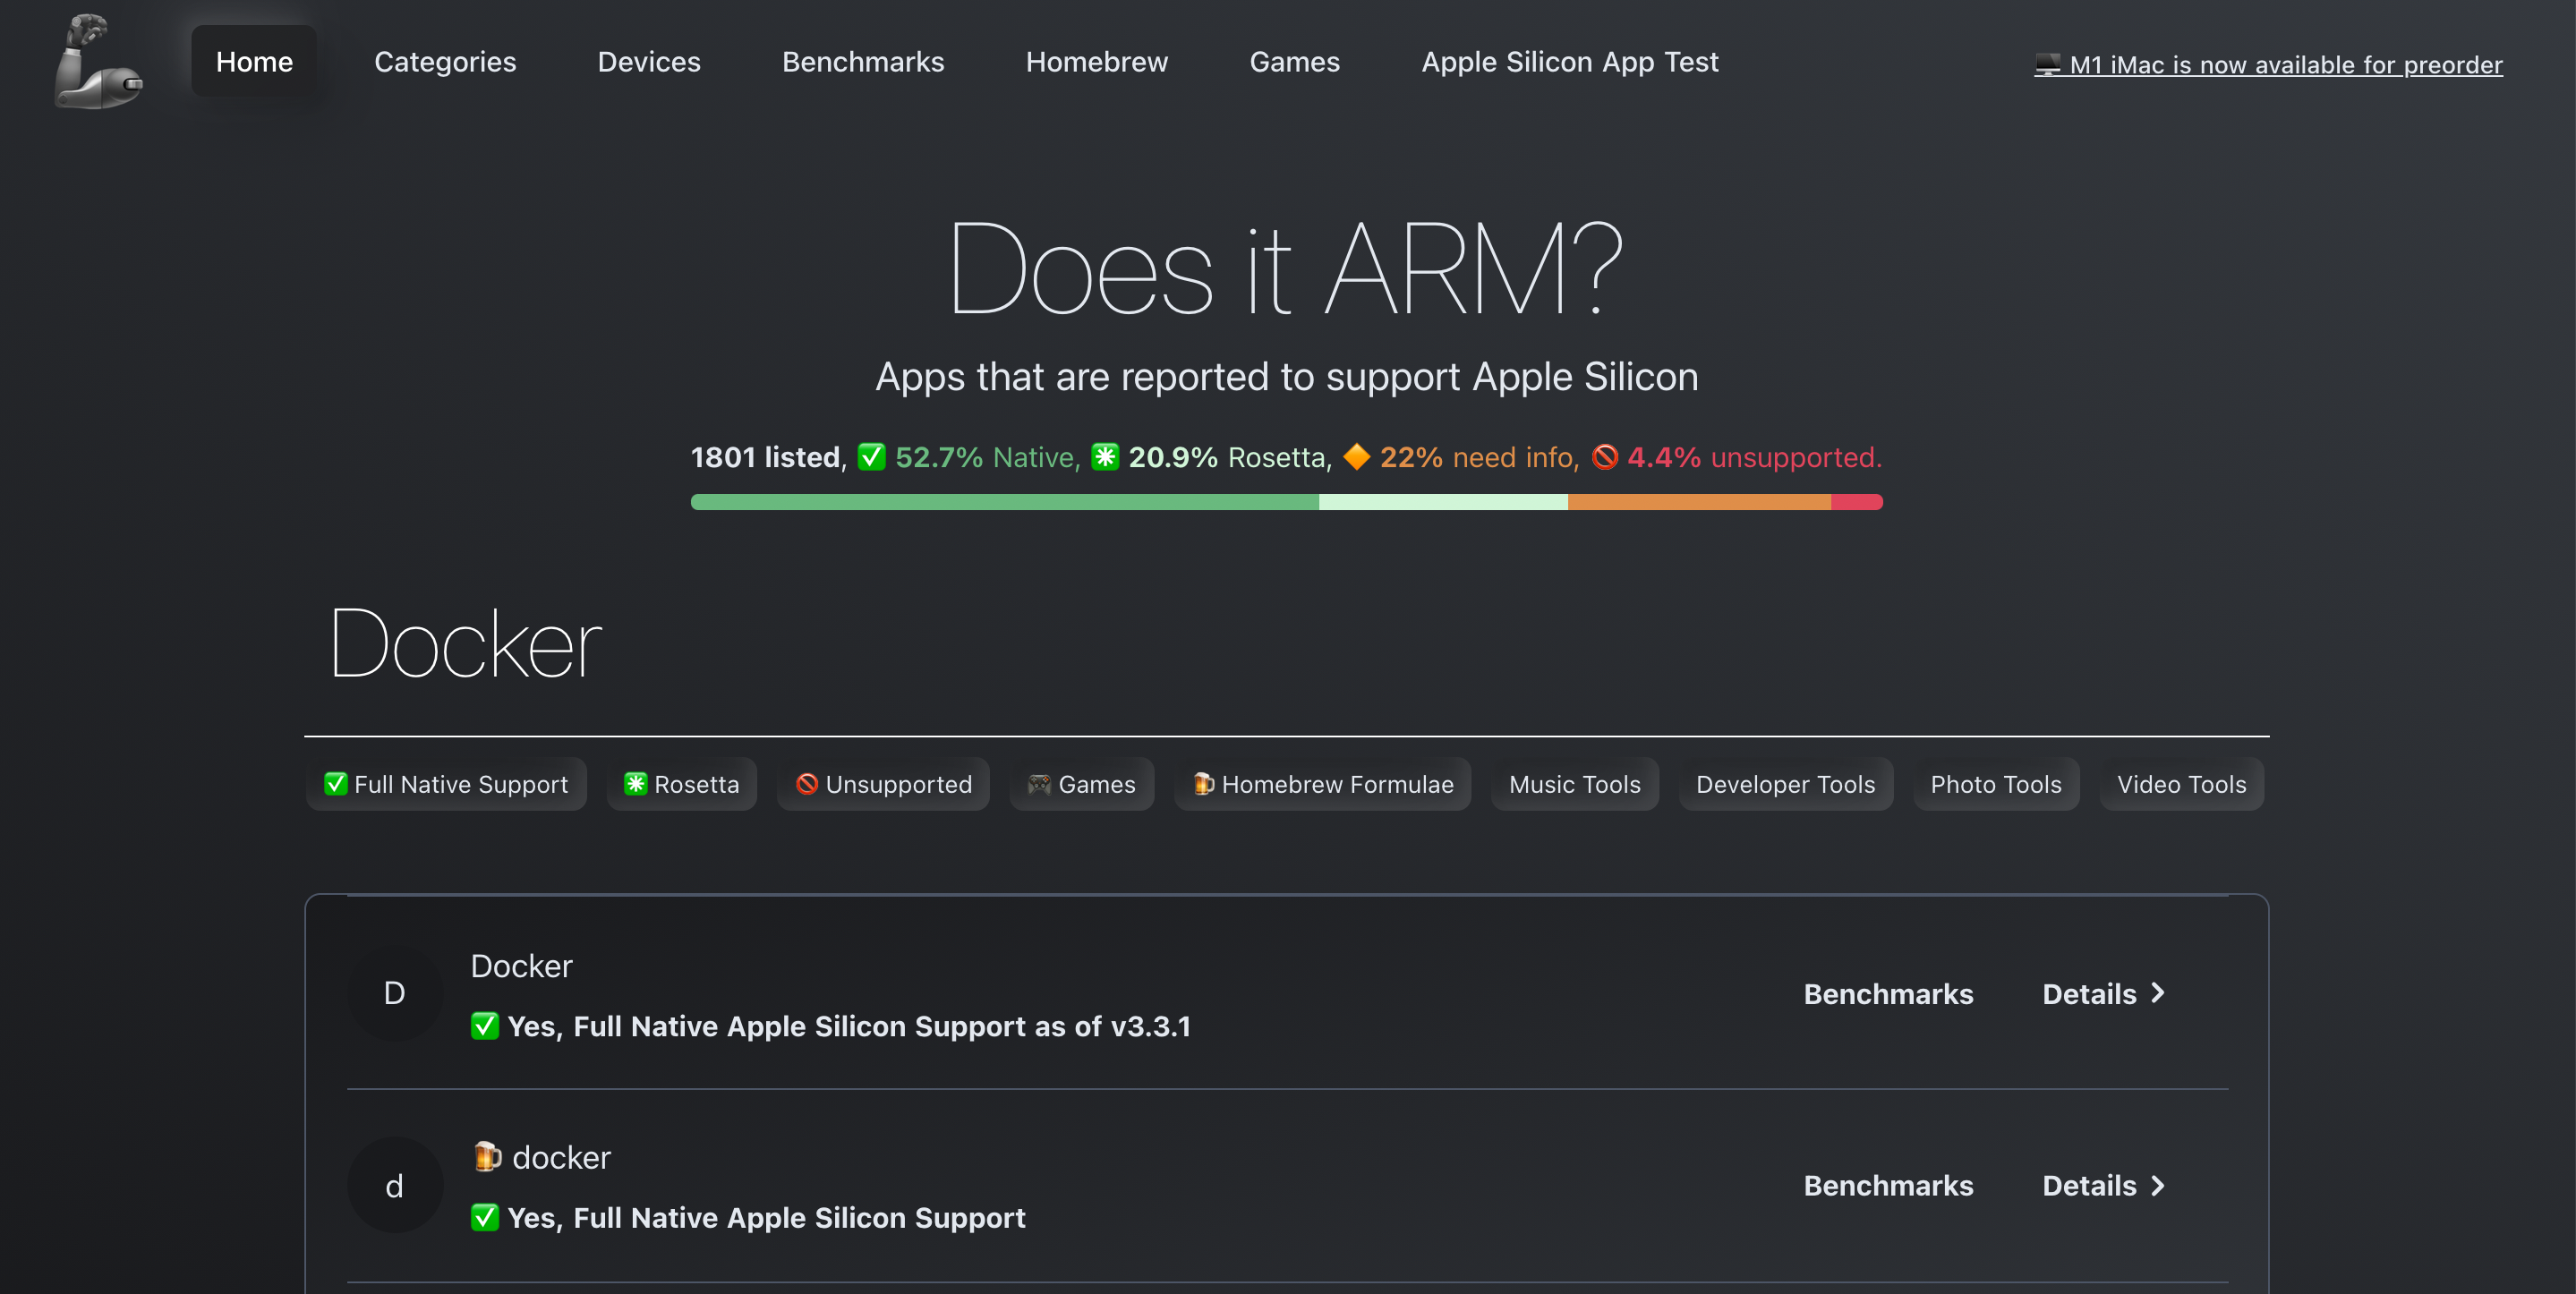 Home Categories Devices Benchmarks Homebrew Games Apple Silicon App Test 🖥️ M1 iMac is now available for preorder
Does it ARM?
Apps that are reported to support Apple Silicon
1801 listed, ✅ 52.7% Native, ✳️ 20.9% Rosetta, 🔶 22% need info, 🚫 4.4% unsupported.
Docker
✅ Full Native Support ✳️ Rosetta 🚫 Unsupported 🎮 Games 🍺 Homebrew Formulae Music Tools Developer Tools Photo Tools Video Tools
D
Docker
✅ Yes, Full Native Apple Silicon Support as of v3.3.1
Benchmarks Details
d
🍺 docker
✅ Yes, Full Native Apple Silicon Support
Benchmarks Details